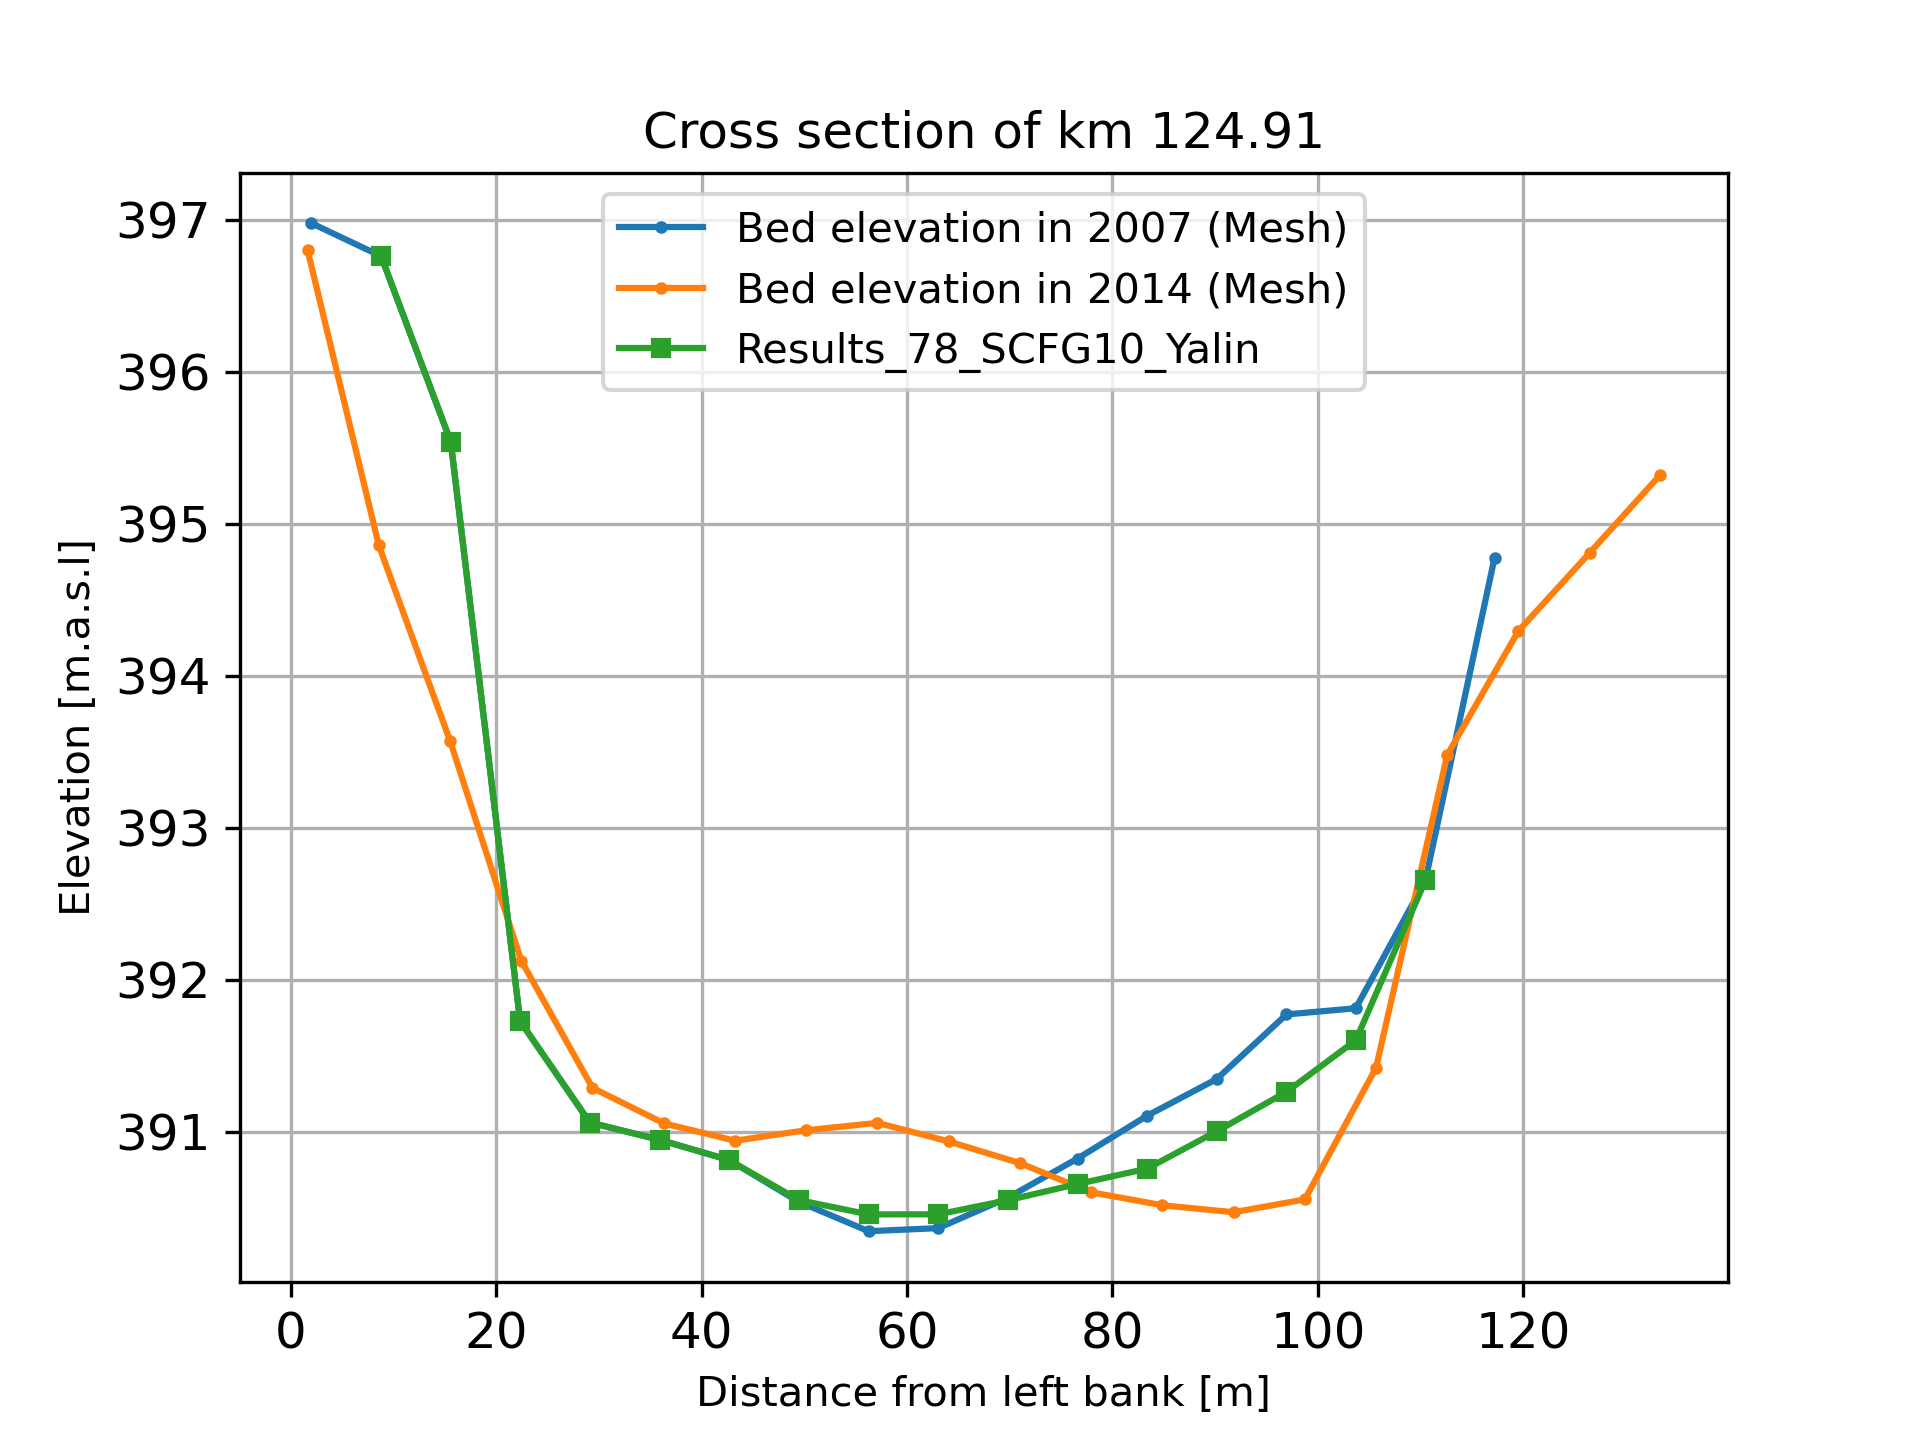 Cross section of km 124.91
Bed elevation in 2007 (Mesh)
Bed elevation in 2014 (Mesh)
Results_78_SCFG10_Yalin
397
396
395
394
393
392
391
Elevation [m.a.s.l]
0 20 40 60 80 100 120
Distance from left bank [m]